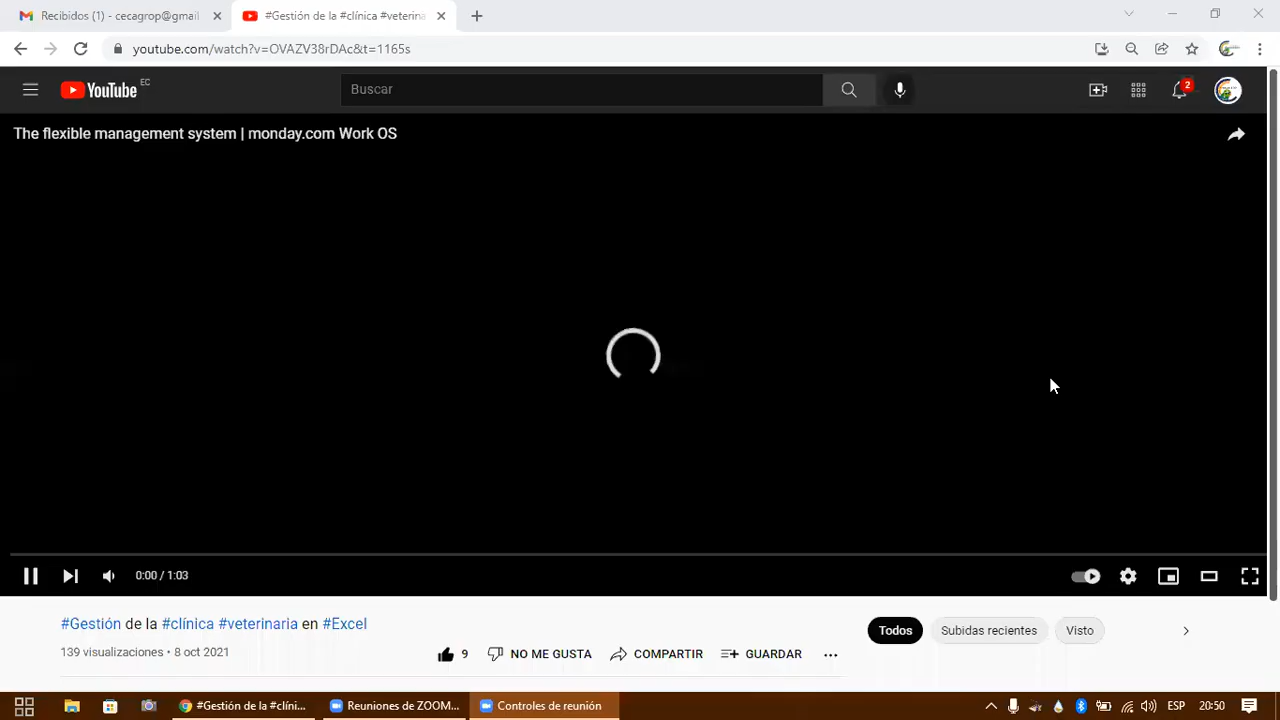 Recibidos (1) - cecagrop@gmail
#Gestión de la #clínica #veterina
youtube.com/watch?v=OVAZV38rDAc&t=1165s
YouTube EC
Buscar
2
The flexible management system | monday.com Work OS
0:00 / 1:03
#Gestión de la #clínica #veterinaria en #Excel
Todos
Subidas recientes
Visto
139 visualizaciones • 8 oct 2021
9
NO ME GUSTA
COMPARTIR
GUARDAR
#Gestión de la #clíni...
Reuniones de ZOOM...
Controles de reunión
ESP
20:50